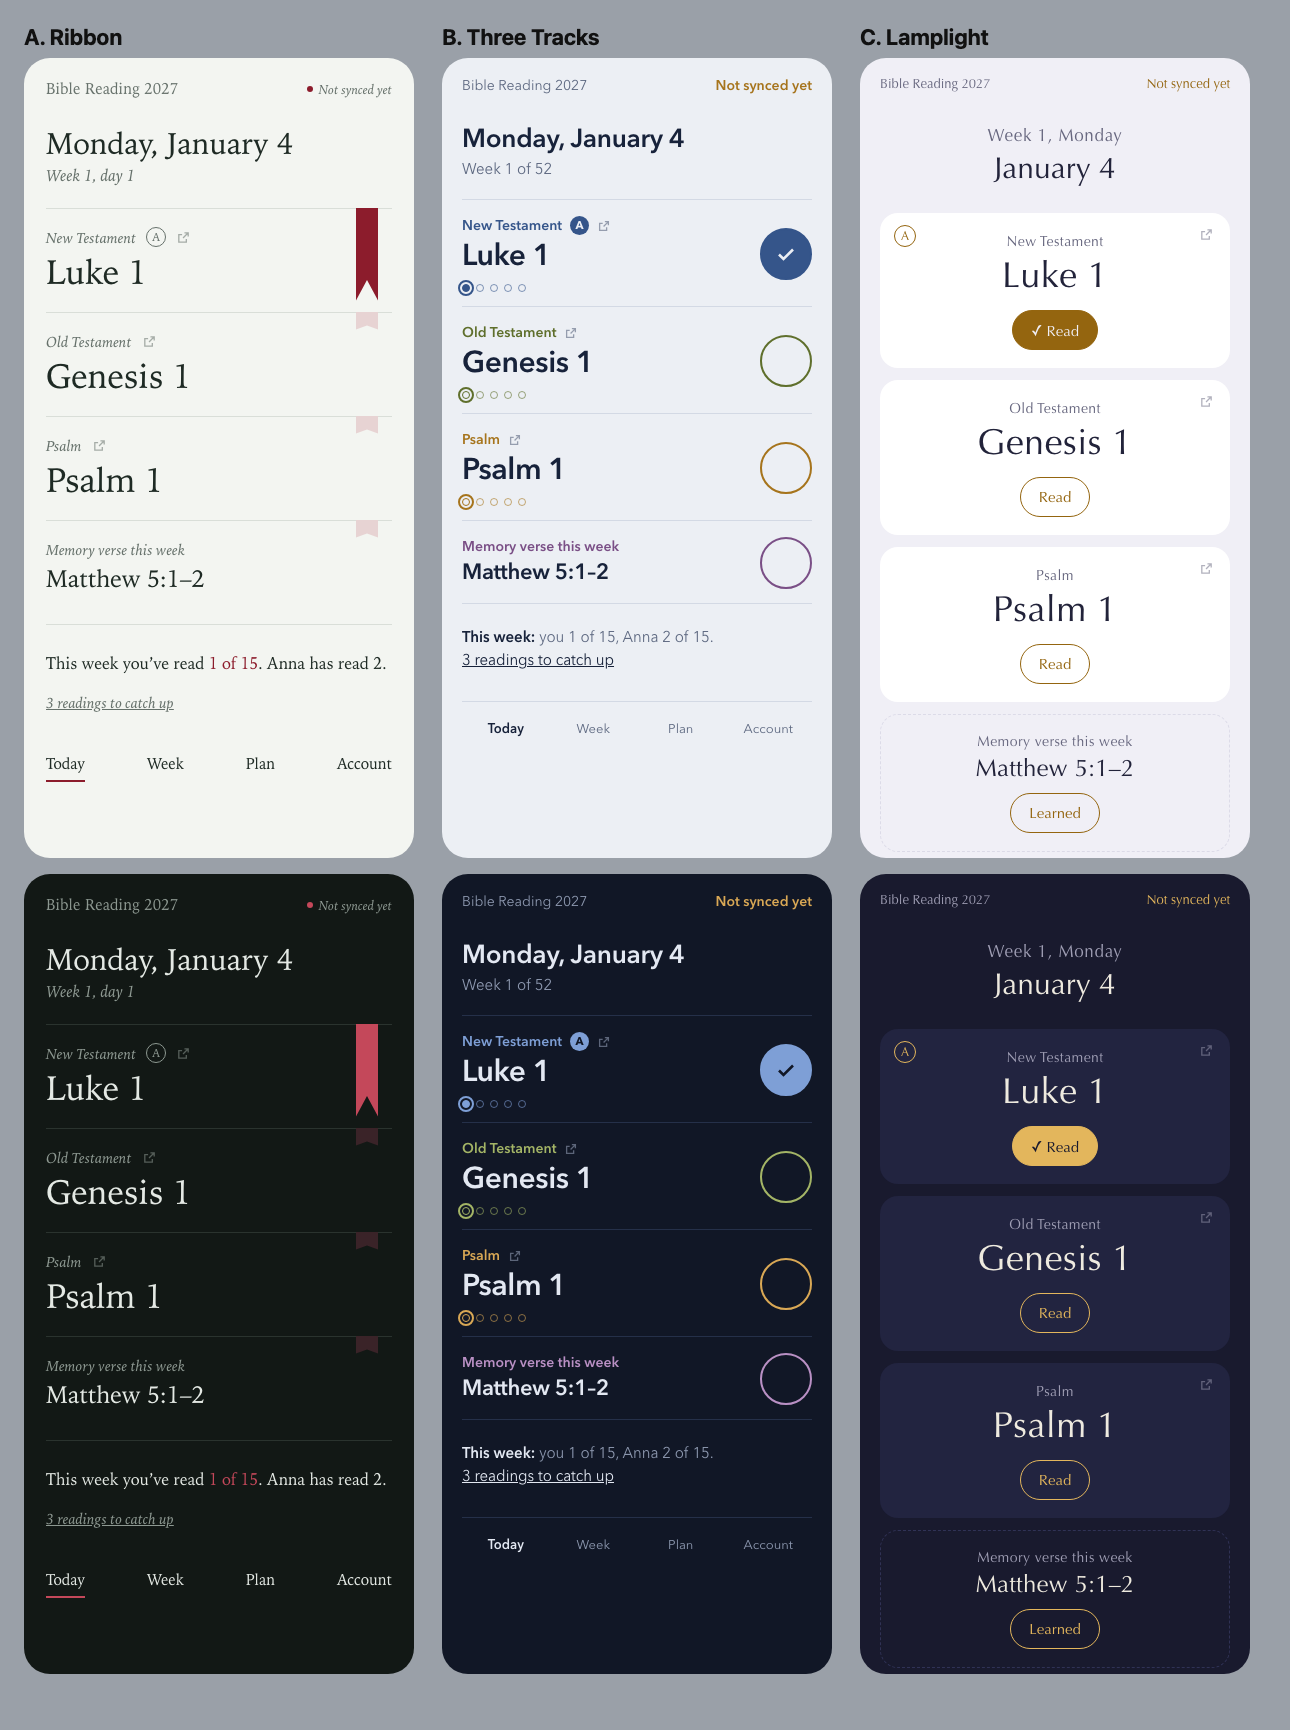 A. Ribbon
Bible Reading 2027
Not synced yet
Monday, January 4
Week 1, day 1
New Testament A
Luke 1
Old Testament
Genesis 1
Psalm
Psalm 1
Memory verse this week
Matthew 5:1–2
This week you’ve read 1 of 15. Anna has read 2.
3 readings to catch up
Today Week Plan Account
B. Three Tracks
Bible Reading 2027
Not synced yet
Monday, January 4
Week 1 of 52
New Testament A
Luke 1
Old Testament
Genesis 1
Psalm
Psalm 1
Memory verse this week
Matthew 5:1–2
This week: you 1 of 15, Anna 2 of 15.
3 readings to catch up
Today Week Plan Account
C. Lamplight
Bible Reading 2027
Not synced yet
Week 1, Monday
January 4
A
New Testament
Luke 1
✓ Read
Old Testament
Genesis 1
Read
Psalm
Psalm 1
Read
Memory verse this week
Matthew 5:1–2
Learned
Bible Reading 2027
Not synced yet
Monday, January 4
Week 1, day 1
New Testament A
Luke 1
Old Testament
Genesis 1
Psalm
Psalm 1
Memory verse this week
Matthew 5:1–2
This week you’ve read 1 of 15. Anna has read 2.
3 readings to catch up
Today Week Plan Account
Bible Reading 2027
Not synced yet
Monday, January 4
Week 1 of 52
New Testament A
Luke 1
Old Testament
Genesis 1
Psalm
Psalm 1
Memory verse this week
Matthew 5:1–2
This week: you 1 of 15, Anna 2 of 15.
3 readings to catch up
Today Week Plan Account
Bible Reading 2027
Not synced yet
Week 1, Monday
January 4
A
New Testament
Luke 1
✓ Read
Old Testament
Genesis 1
Read
Psalm
Psalm 1
Read
Memory verse this week
Matthew 5:1–2
Learned